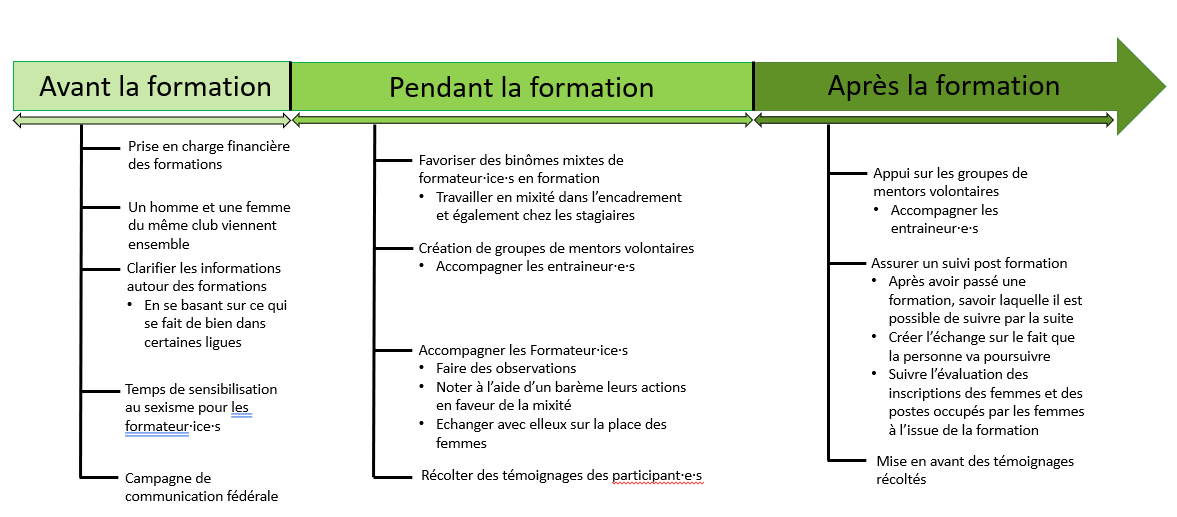 Avant la formation
Prise en charge financière
des formations
Un homme et une femme
du même club viennent
ensemble
Clarifier les informations
autour des formations
• En se basant sur ce qui
se fait de bien dans
certaines ligues
Temps de sensibilisation
au sexisme pour les
formateur·ice·s
Campagne de
communication fédérale
Pendant la formation
Favoriser des binômes mixtes de
formateur·ice·s en formation
• Travailler en mixité dans l’encadrement
et également chez les stagiaires
Création de groupes de mentors volontaires
• Accompagner les entraineur·e·s
Accompagner les Formateur·ice·s
• Faire des observations
• Noter à l’aide d’un barème leurs actions
en faveur de la mixité
• Echanger avec elleux sur la place des
femmes
Récolter des témoignages des participant·e·s
Après la formation
Appui sur les groupes de
mentors volontaires
• Accompagner les
entraineur·e·s
Assurer un suivi post formation
• Après avoir passé une
formation, savoir laquelle il est
possible de suivre par la suite
• Créer l’échange sur le fait que
la personne va poursuivre
• Suivre l’évaluation des
inscriptions des femmes et des
postes occupés par les femmes
à l’issue de la formation
Mise en avant des témoignages
récoltés